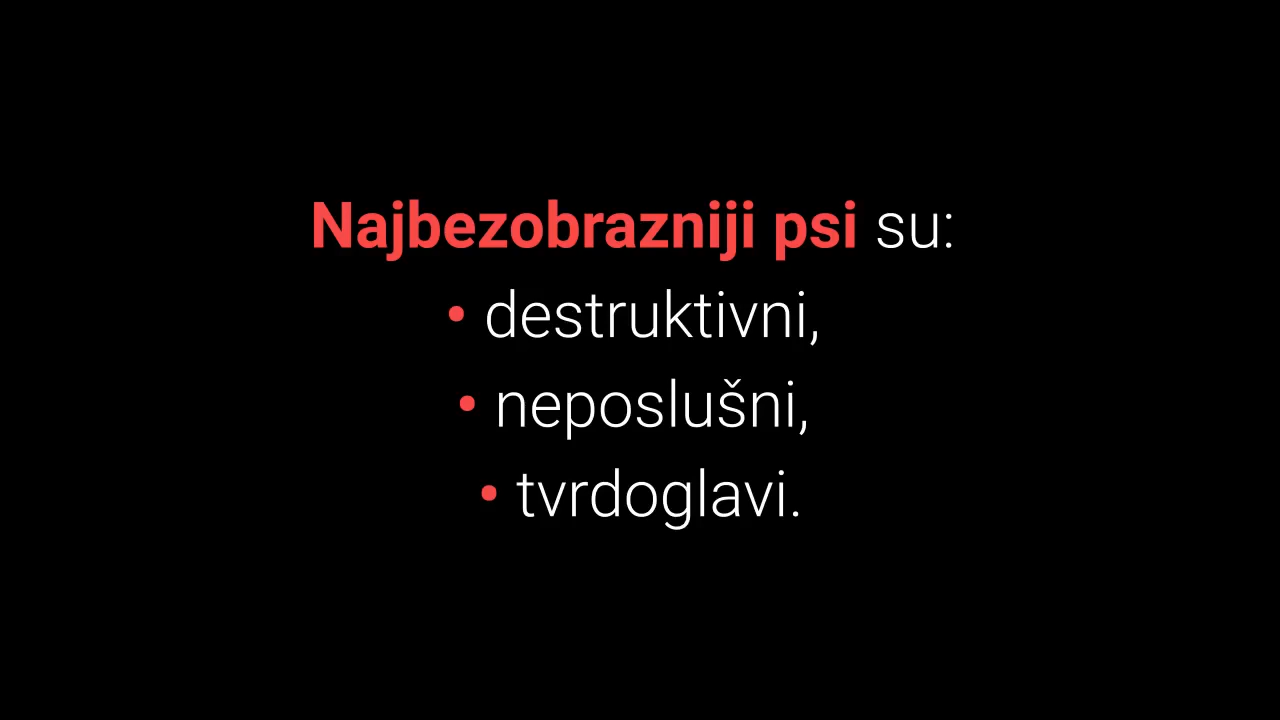 Najbezobrazniji psi su:
• destruktivni,
• neposlušni,
• tvrdoglavi.